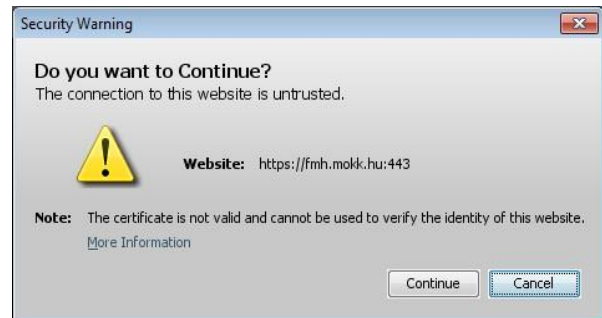 Security Warning
Do you want to Continue?
The connection to this website is untrusted.
Website: https://fmh.mokk.hu:443
Note: The certificate is not valid and cannot be used to verify the identity of this website.
More Information
Continue Cancel